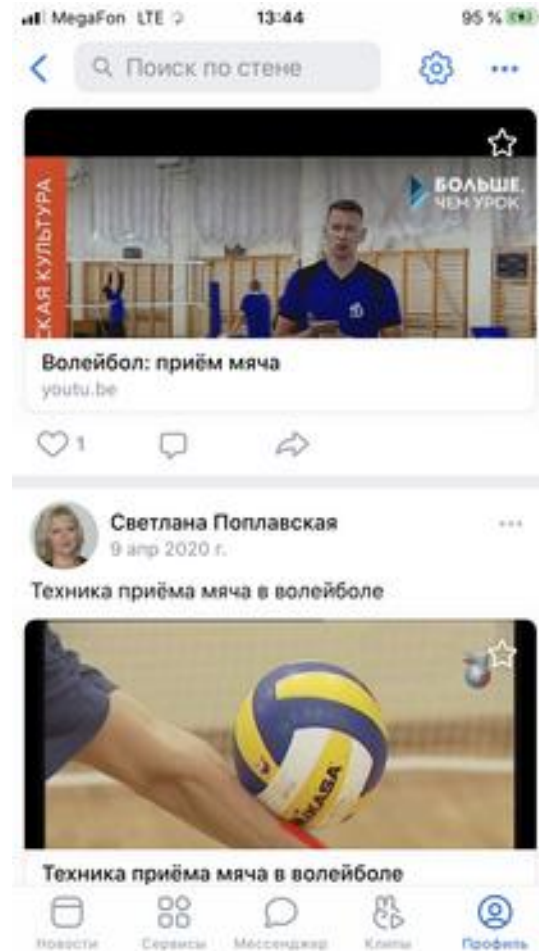 MegaFon LTE 13:44 95 %
Поиск по стене
БОЛЬШЕ,
ЧЕМ УРОК
СКАЯ КУЛЬТУРА
Волейбол: приём мяча
youtu.be
1
Светлана Поплавская
9 апр 2020 г.
Техника приёма мяча в волейболе
MIKASA
Техника приёма мяча в волейболе
Новости Сервисы Мессенджер Клипы Профиль